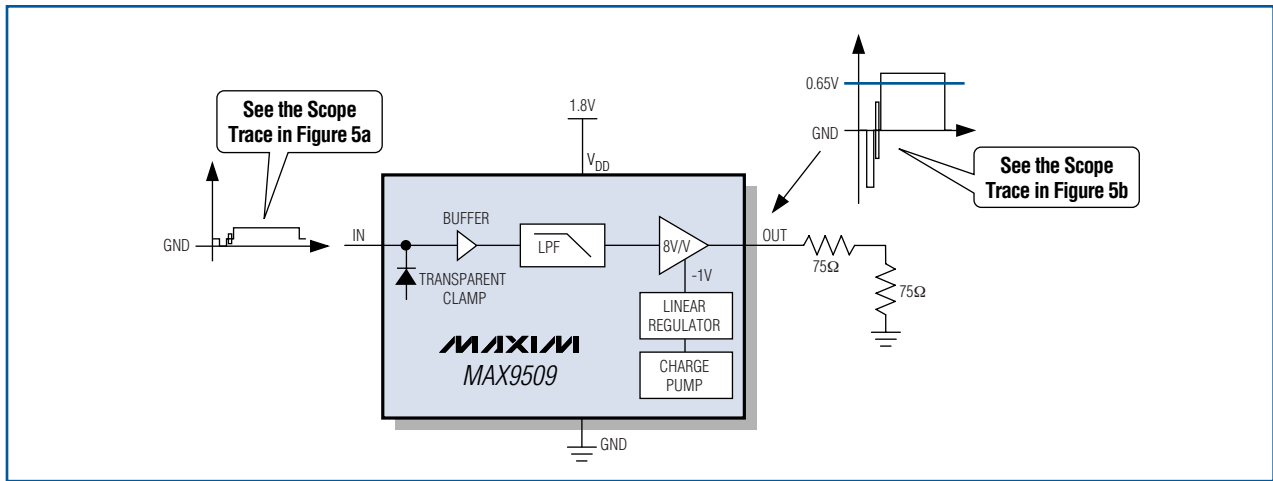 0.65V
GND
See the Scope
Trace in Figure 5b
See the Scope
Trace in Figure 5a
GND
1.8V
VDD
IN
BUFFER
TRANSPARENT
CLAMP
LPF
8V/V
-1V
LINEAR
REGULATOR
CHARGE
PUMP
OUT
75Ω
75Ω
MAXIM
MAX9509
GND